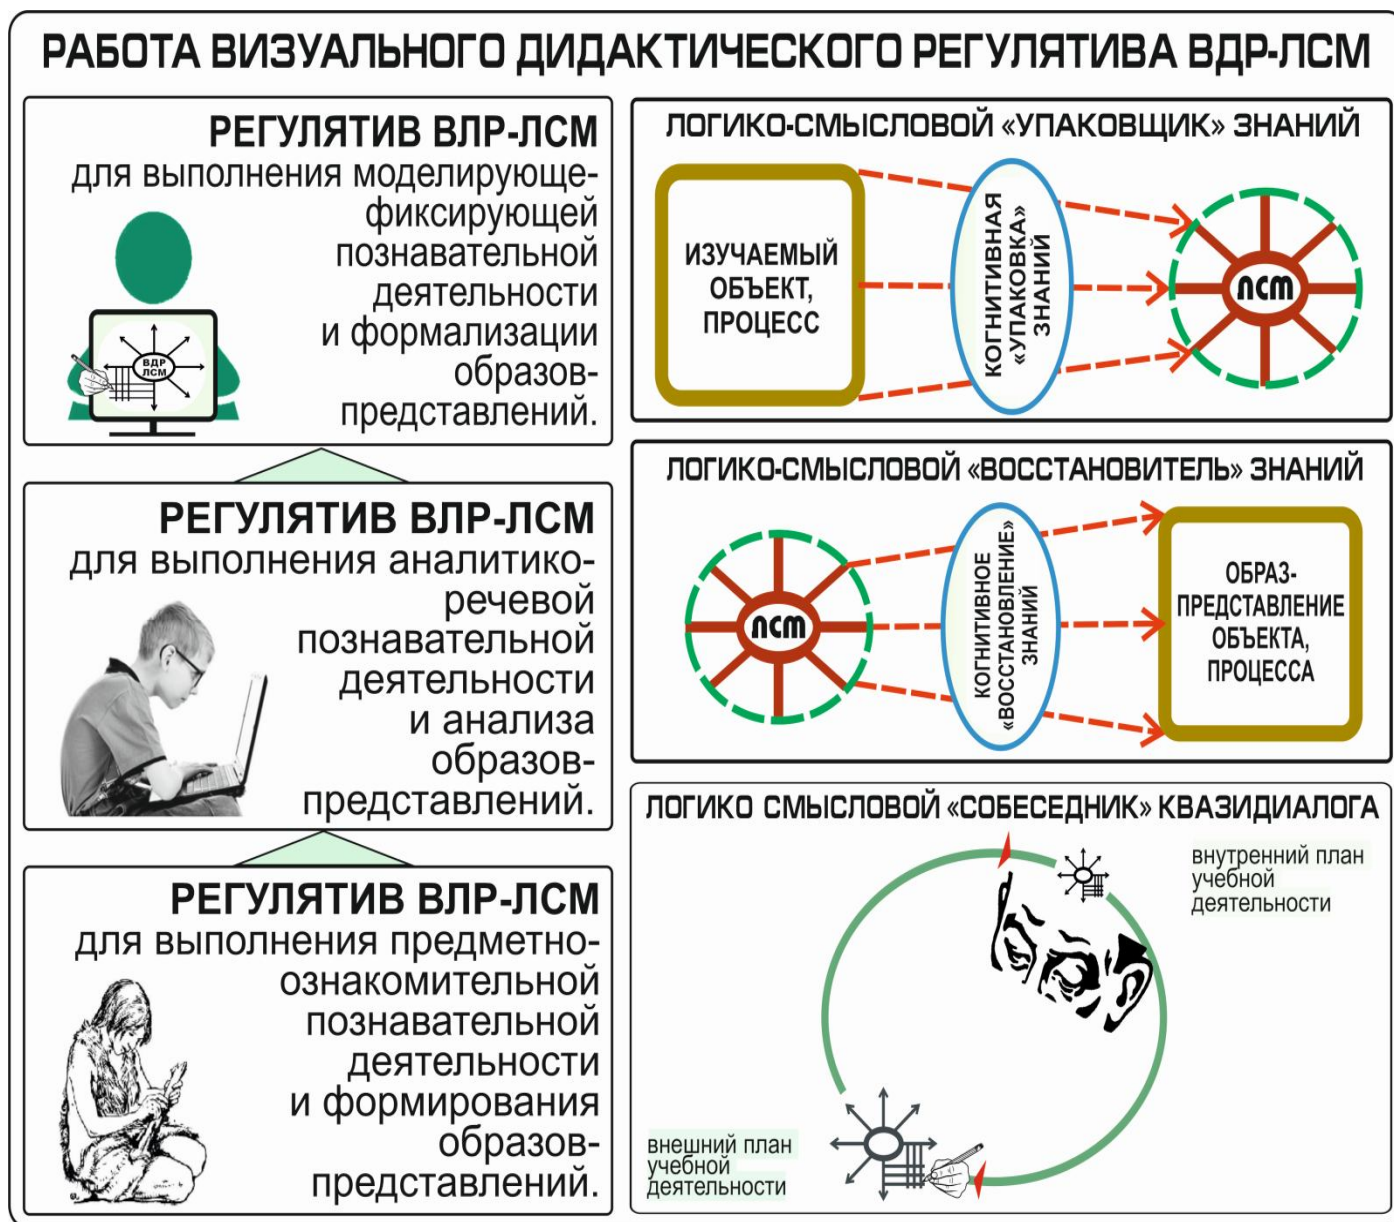 РАБОТА ВИЗУАЛЬНОГО ДИДАКТИЧЕСКОГО РЕГУЛЯТИВА ВДР-ЛСМ
РЕГУЛЯТИВ ВЛР-ЛСМ
для выполнения моделирующе-
фиксирующей
познавательной
деятельности
и формализации
образов-
представлений.
ВДР
ЛСМ
РЕГУЛЯТИВ ВЛР-ЛСМ
для выполнения аналитико-
речевой
познавательной
деятельности
и анализа
образов-
представлений.
РЕГУЛЯТИВ ВЛР-ЛСМ
для выполнения предметно-
ознакомительной
познавательной
деятельности
и формирования
образов-
представлений.
ЛОГИКО-СМЫСЛОВОЙ «УПАКОВЩИК» ЗНАНИЙ
ИЗУЧАЕМЫЙ
ОБЪЕКТ,
ПРОЦЕСС
КОГНИТИВНАЯ
«УПАКОВКА»
ЗНАНИЙ
лсм
ЛОГИКО-СМЫСЛОВОЙ «ВОССТАНОВИТЕЛЬ» ЗНАНИЙ
лсм
КОГНИТИВНОЕ
«ВОССТАНОВЛЕНИЕ»
ЗНАНИЙ
ОБРАЗ-
ПРЕДСТАВЛЕНИЕ
ОБЪЕКТА,
ПРОЦЕССА
ЛОГИКО СМЫСЛОВОЙ «СОБЕСЕДНИК» КВАЗИДИАЛОГА
внутренний план
учебной
деятельности
внешний план
учебной
деятельности